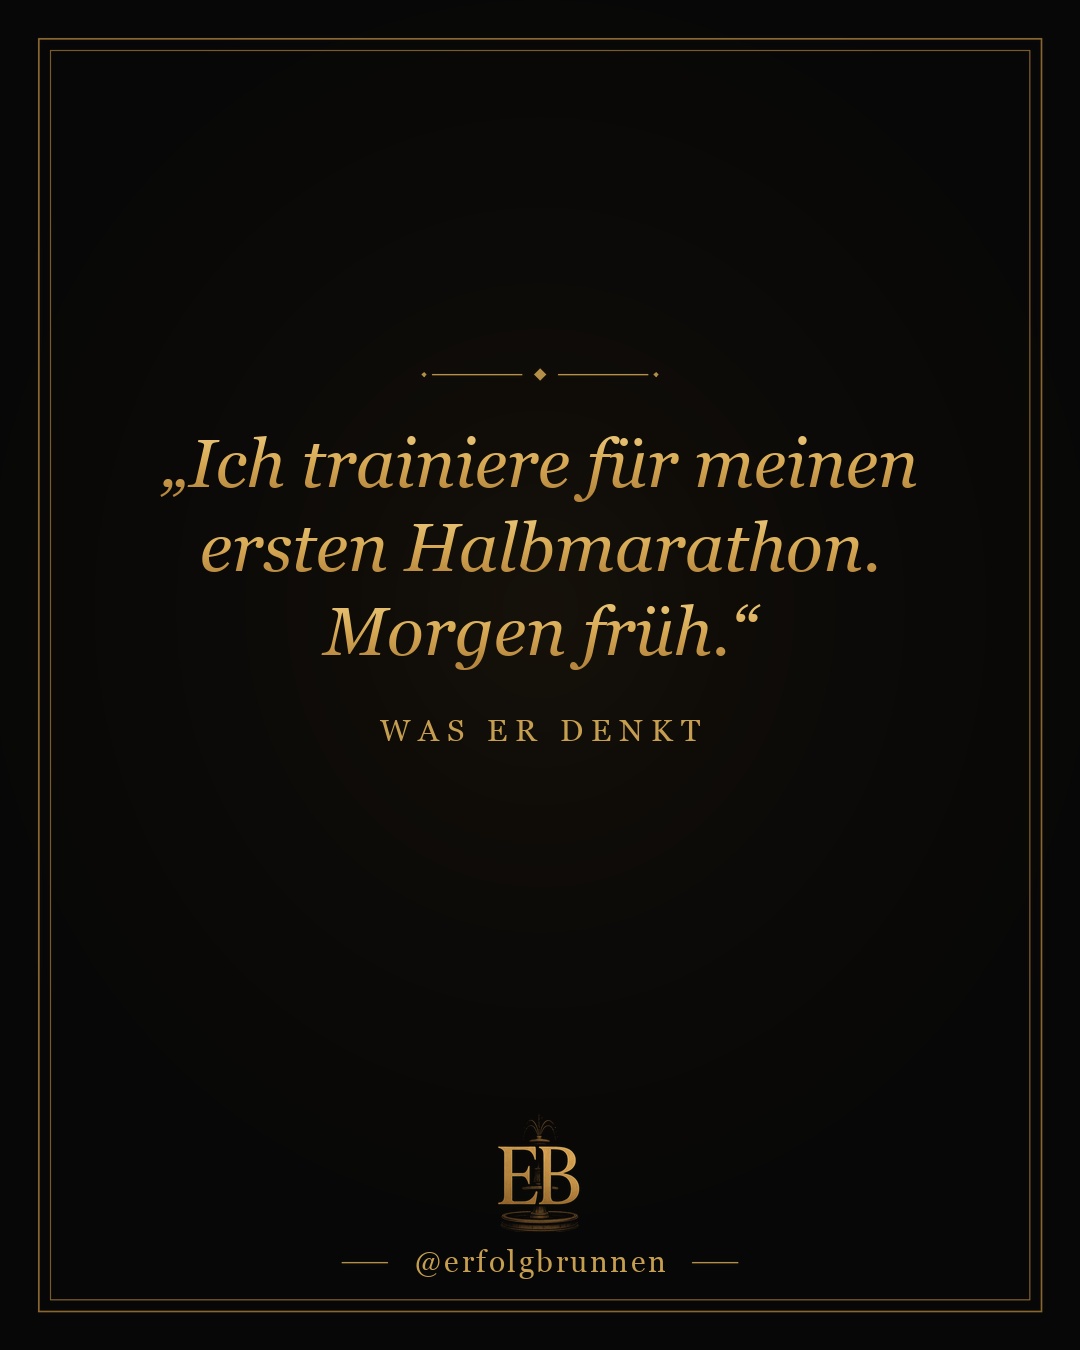 „Ich trainiere für meinen
ersten Halbmarathon.
Morgen früh.“
WAS ER DENKT
EB
@erfolgbrunnen